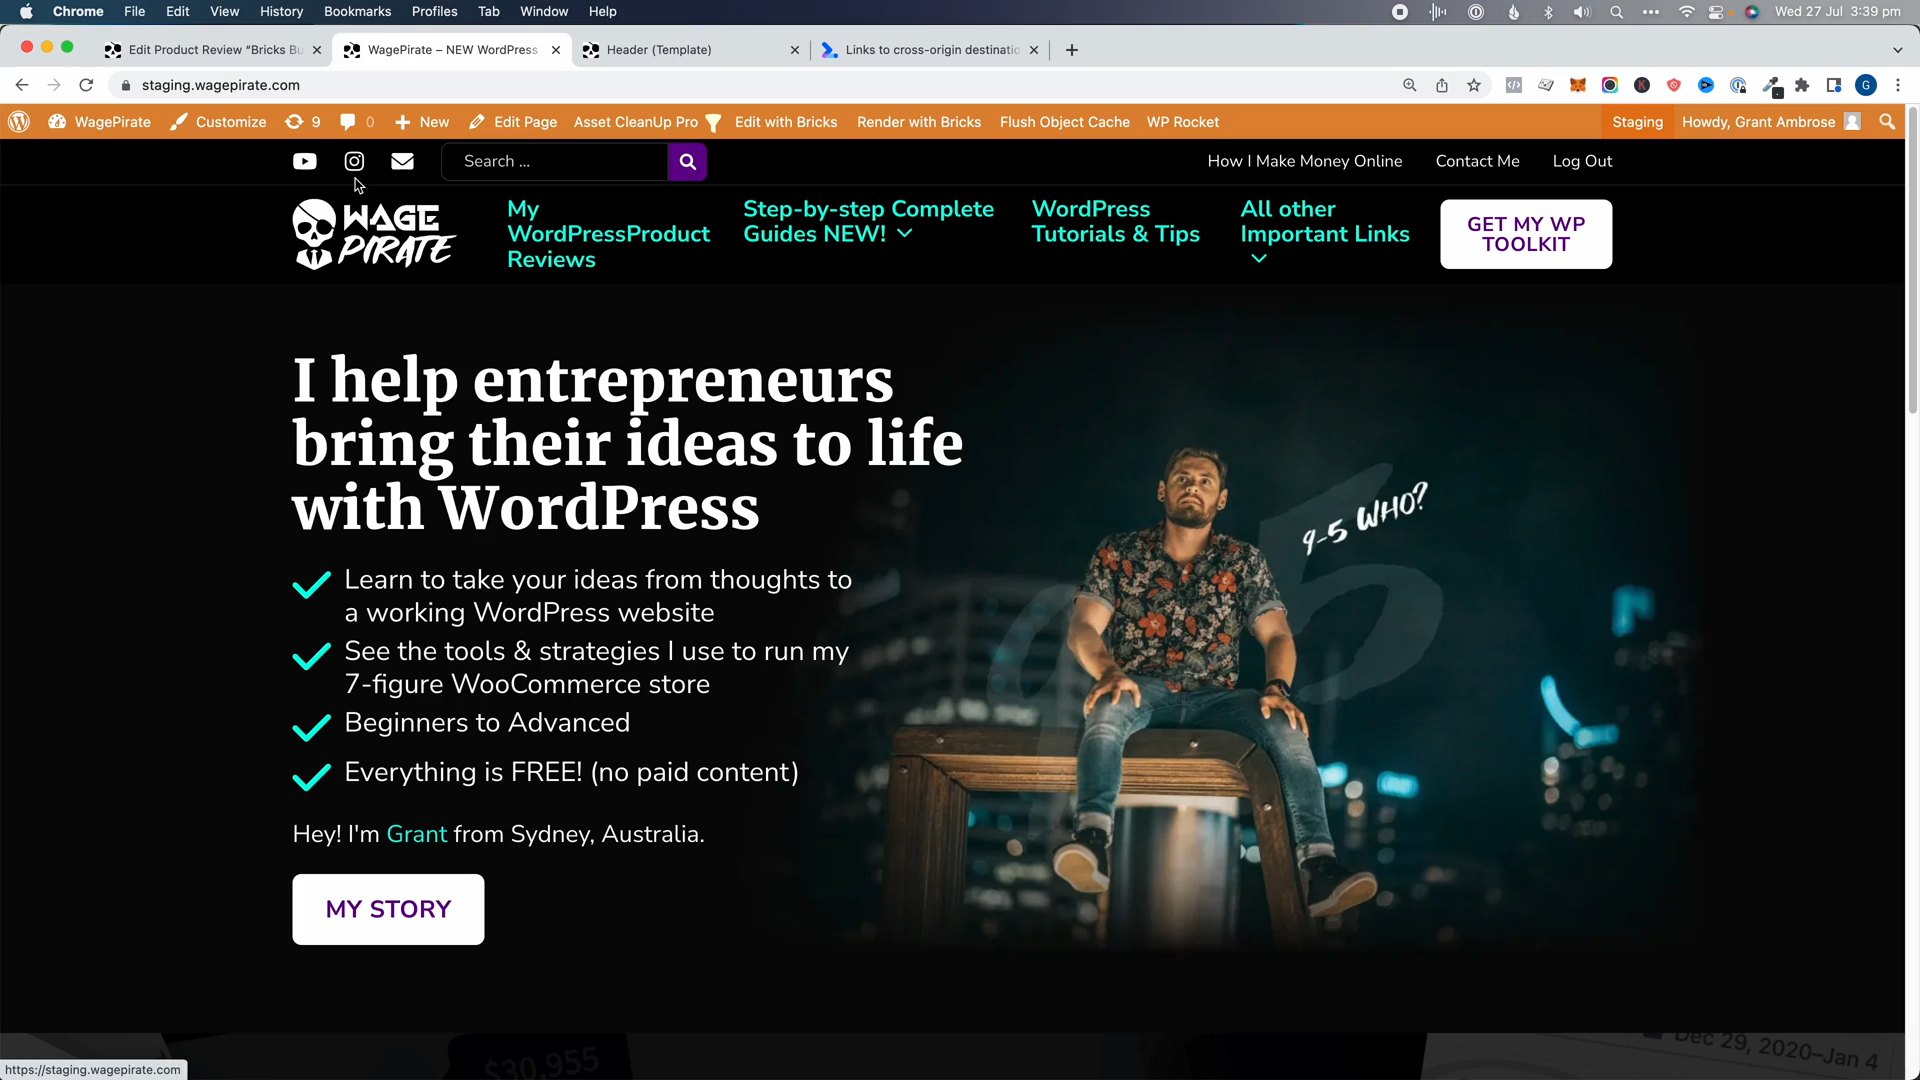 Chrome File Edit View History Bookmarks Profiles Tab Window Help
Wed 27 Jul 3:39 pm
Edit Product Review “Bricks Bu
WagePirate – NEW WordPress
Header (Template)
Links to cross-origin destinatio
staging.wagepirate.com
G
WagePirate
Customize
9
0
New
Edit Page
Asset CleanUp Pro
Edit with Bricks
Render with Bricks
Flush Object Cache
WP Rocket
Staging
Howdy, Grant Ambrose
Search ...
How I Make Money Online
Contact Me
Log Out
WAGE
PIRATE
My
WordPressProduct
Reviews
Step-by-step Complete
Guides NEW!
WordPress
Tutorials & Tips
All other
Important Links
GET MY WP
TOOLKIT
I help entrepreneurs
bring their ideas to life
with WordPress
9-5 WHO?
5
Learn to take your ideas from thoughts to
a working WordPress website
See the tools & strategies I use to run my
7-figure WooCommerce store
Beginners to Advanced
Everything is FREE! (no paid content)
Hey! I'm Grant from Sydney, Australia.
MY STORY
$30,955
Dec 29, 2020–Jan 4
https://staging.wagepirate.com